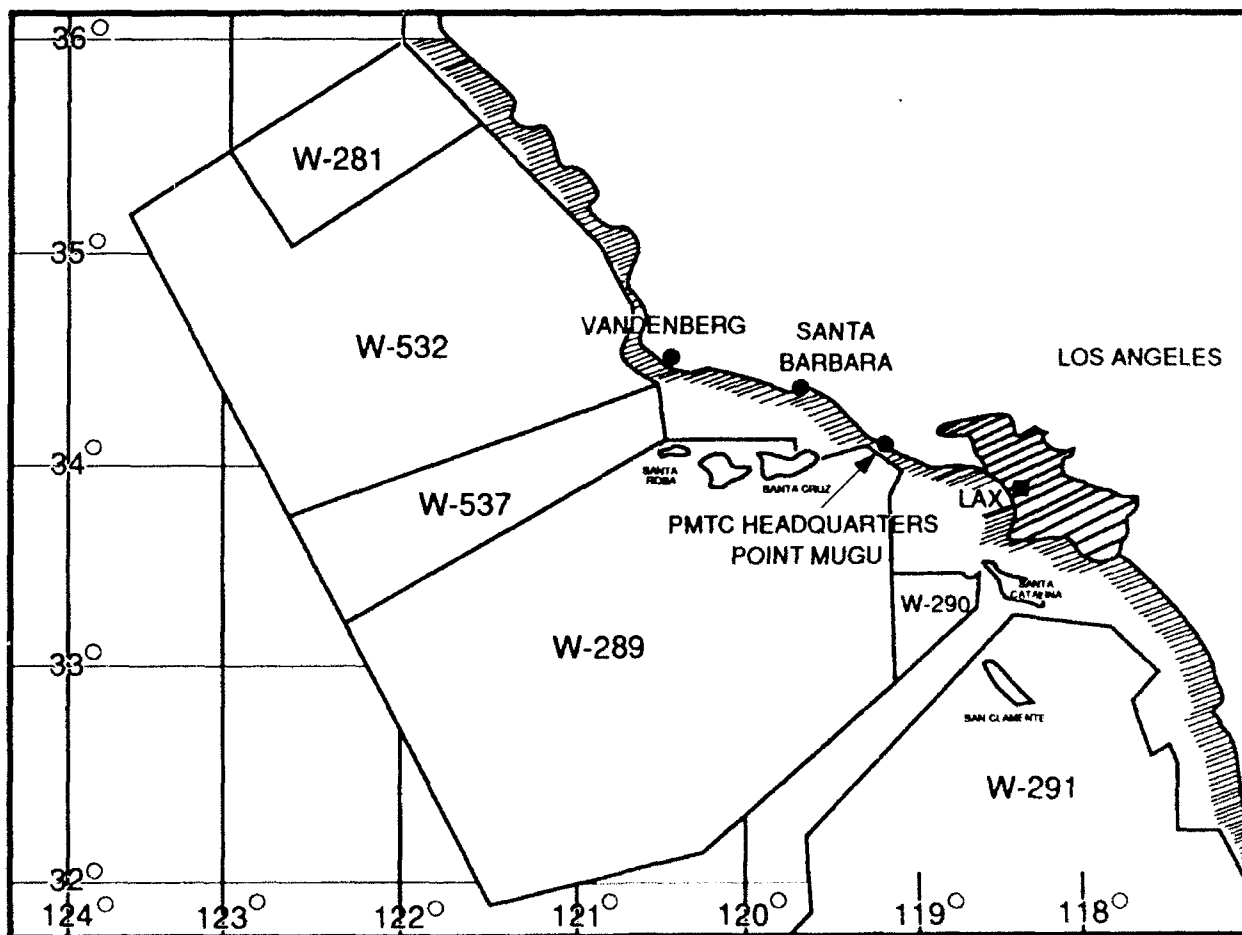 36°
W-281
35°
VANDENBERG
SANTA
BARBARA
LOS ANGELES
W-532
34°
SANTA
ROSA
SANTA CRUZ
LAX
W-537
PMTC HEADQUARTERS
POINT MUGU
SANTA
CATALINA
W-290
W-289
33°
SAN CLAMENTE
W-291
32°
124°
123°
122°
121°
120°
119°
118°